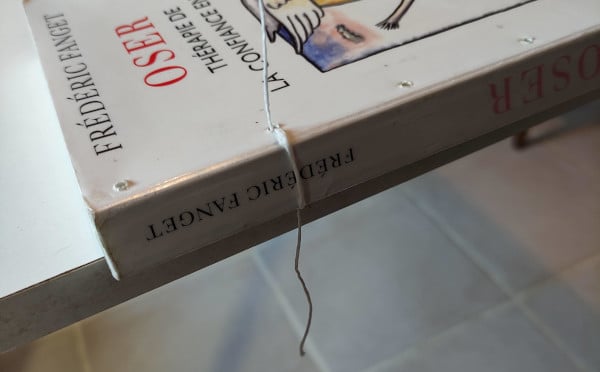 FRÉDÉRIC FANGET
OSER
THÉRAPIE DE
LA CONFIANCE EN
FRÉDÉRIC FANGET
OSER